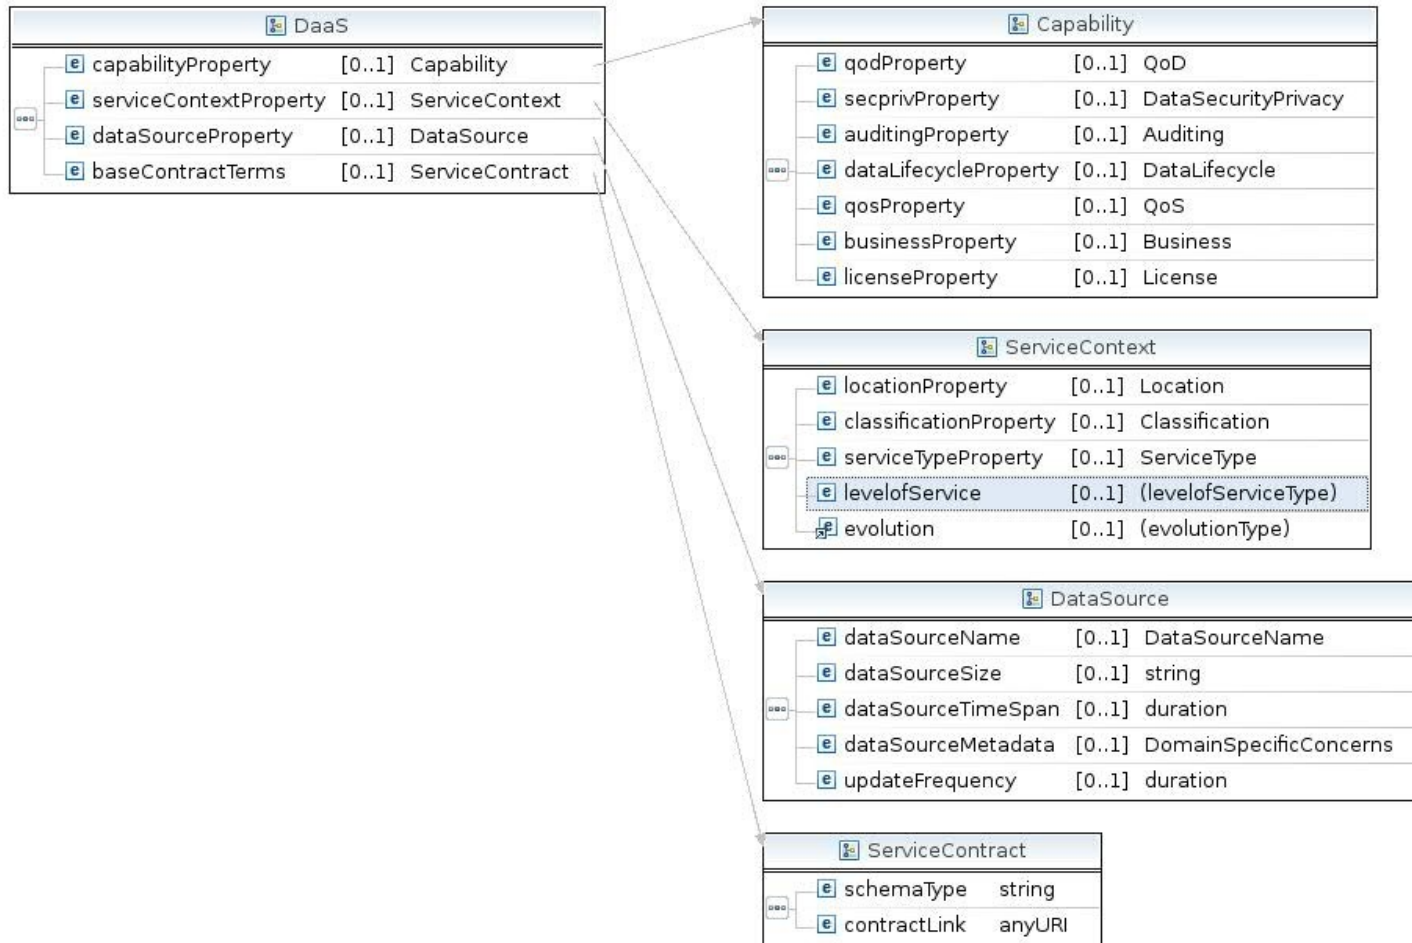 DaaS
capabilityProperty [0..1] Capability
serviceContextProperty [0..1] ServiceContext
dataSourceProperty [0..1] DataSource
baseContractTerms [0..1] ServiceContract
Capability
qodProperty [0..1] QoD
secprivProperty [0..1] DataSecurityPrivacy
auditingProperty [0..1] Auditing
dataLifecycleProperty [0..1] DataLifecycle
qosProperty [0..1] QoS
businessProperty [0..1] Business
licenseProperty [0..1] License
ServiceContext
locationProperty [0..1] Location
classificationProperty [0..1] Classification
serviceTypeProperty [0..1] ServiceType
levelofService [0..1] (levelofServiceType)
evolution [0..1] (evolutionType)
DataSource
dataSourceName [0..1] DataSourceName
dataSourceSize [0..1] string
dataSourceTimeSpan [0..1] duration
dataSourceMetadata [0..1] DomainSpecificConcerns
updateFrequency [0..1] duration
ServiceContract
schemaType string
contractLink anyURI